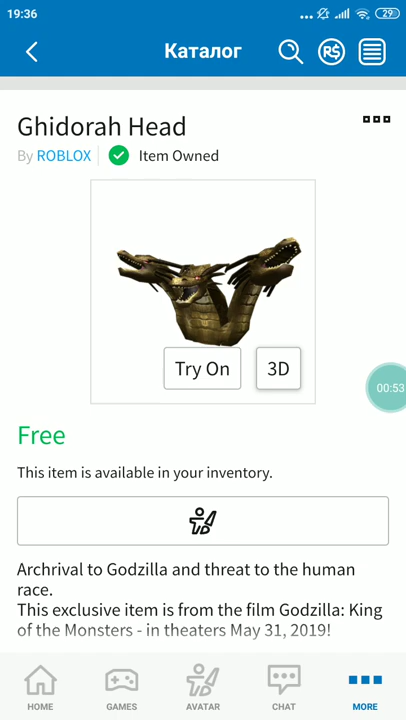 19:36
29
Каталог
R$
Ghidorah Head
By ROBLOX
Item Owned
Try On
3D
00:53
Free
This item is available in your inventory.
Archrival to Godzilla and threat to the human
race.
This exclusive item is from the film Godzilla: King
of the Monsters - in theaters May 31, 2019!
HOME
GAMES
AVATAR
CHAT
MORE